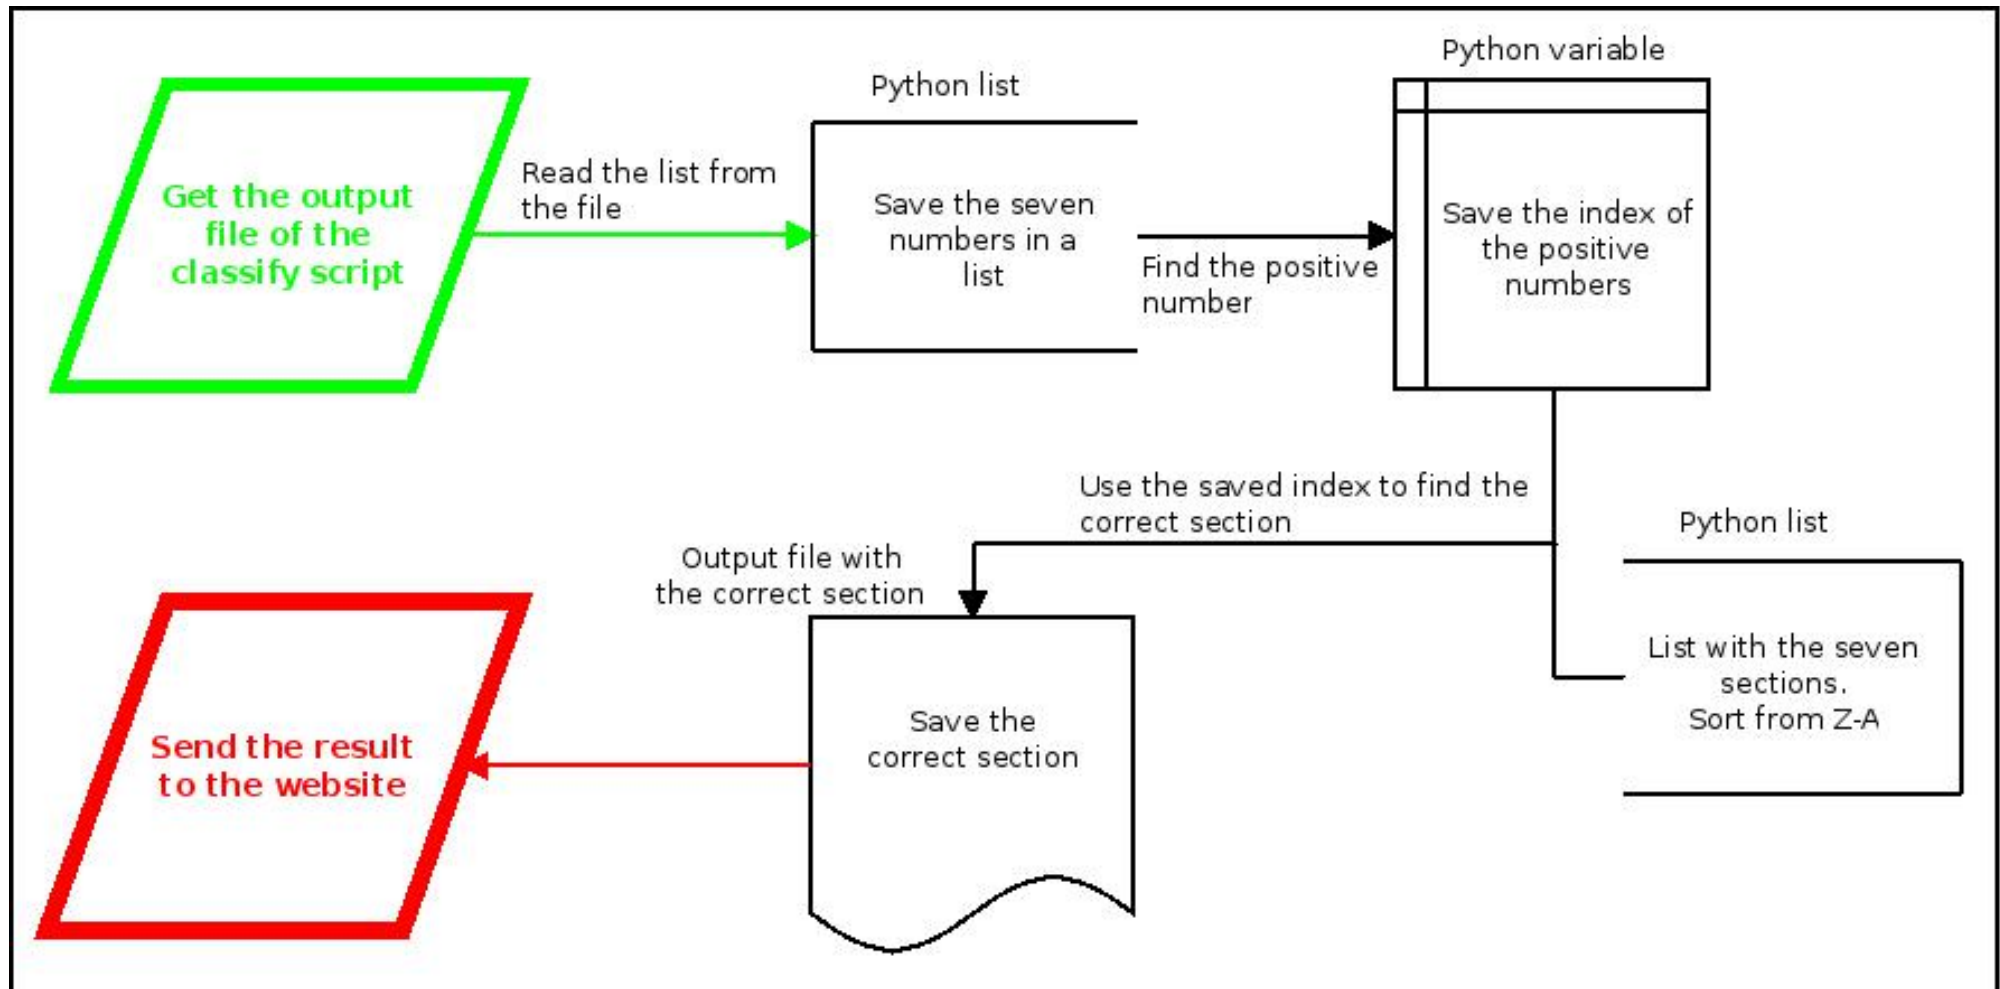 Python variable
Python list
Read the list from
the file
Get the output
file of the
classify script
Save the seven
numbers in a
list
Find the positive
number
Save the index of
the positive
numbers
Use the saved index to find the
correct section
Python list
Output file with
the correct section
List with the seven
sections.
Sort from Z-A
Save the
correct section
Send the result
to the website